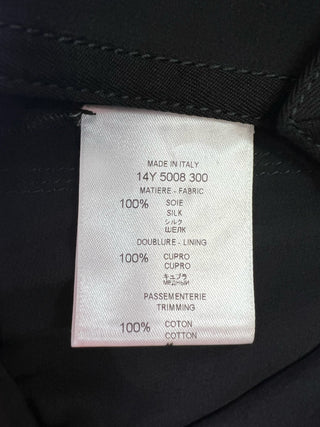 MADE IN ITALY
14Y 5008 300
MATIERE - FABRIC
100% SOIE
SILK
シルク
ШЕЛК
DOUBLURE - LINING
100% CUPRO
CUPRO
キュプラ
МЕДНЫЙ
PASSEMENTERIE
TRIMMING
100% COTON
COTTON